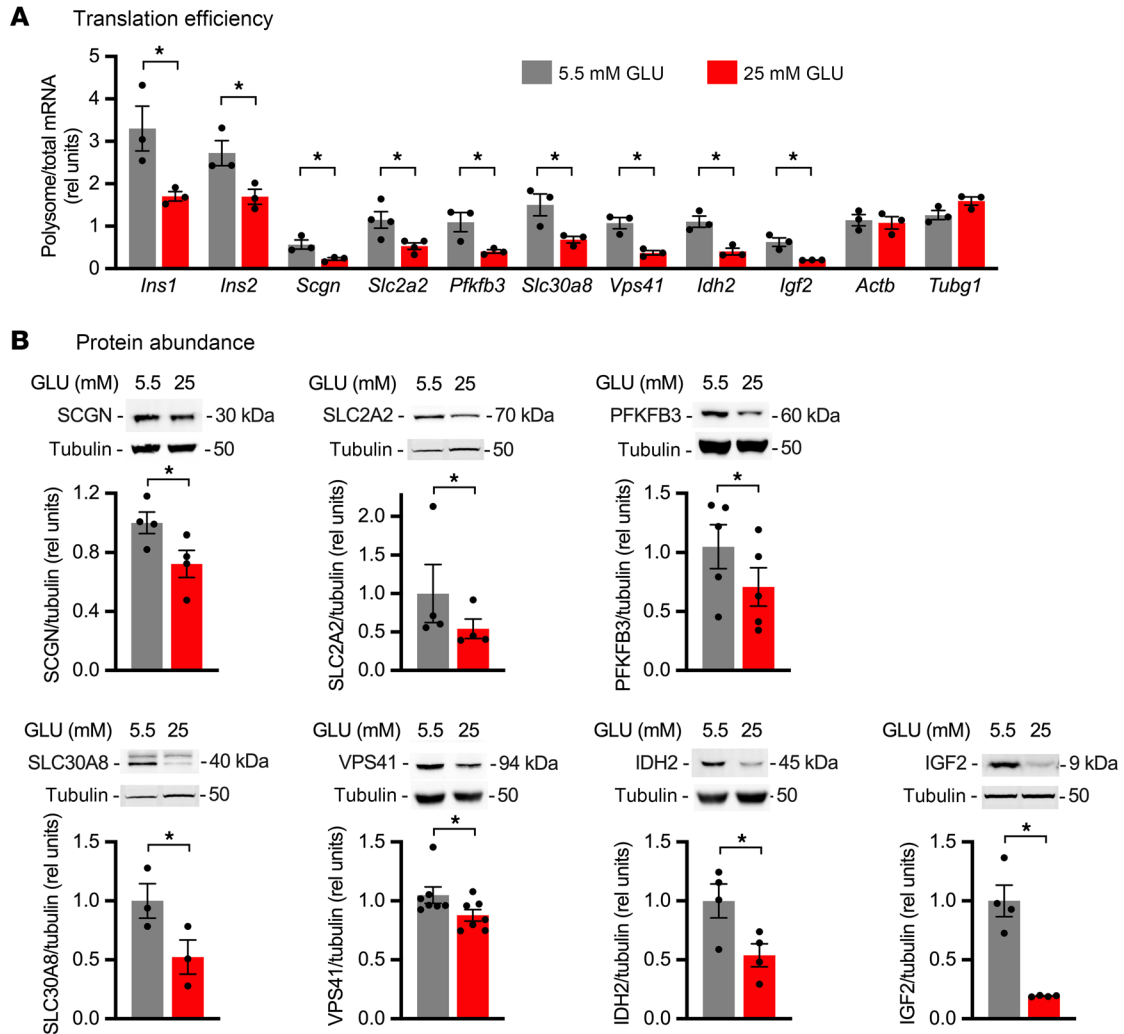 A Translation efficiency
Polysome/total mRNA
(rel units)
5
4
3
2
1
0
5.5 mM GLU 25 mM GLU
* * * * * * * * *
Ins1 Ins2 Scgn Slc2a2 Pfkfb3 Slc30a8 Vps41 Idh2 Igf2 Actb Tubg1
B Protein abundance
GLU (mM) 5.5 25
SCGN - -30 kDa
Tubulin - -50
*
SCGN/tubulin (rel units)
1.2
0.8
0.4
0.0
GLU (mM) 5.5 25
SLC2A2 - -70 kDa
Tubulin - -50
*
SLC2A2/tubulin (rel units)
2.0
1.5
1.0
0.5
0.0
GLU (mM) 5.5 25
PFKFB3 - -60 kDa
Tubulin - -50
*
PFKFB3/tubulin (rel units)
1.5
1.0
0.5
0.0
GLU (mM) 5.5 25
SLC30A8 - -40 kDa
Tubulin - -50
*
SLC30A8/tubulin (rel units)
1.5
1.0
0.5
0.0
GLU (mM) 5.5 25
VPS41 - -94 kDa
Tubulin - -50
*
VPS41/tubulin (rel units)
1.5
1.0
0.5
0.0
GLU (mM) 5.5 25
IDH2 - -45 kDa
Tubulin - -50
*
IDH2/tubulin (rel units)
1.5
1.0
0.5
0.0
GLU (mM) 5.5 25
IGF2 - -9 kDa
Tubulin - -50
*
IGF2/tubulin (rel units)
1.5
1.0
0.5
0.0